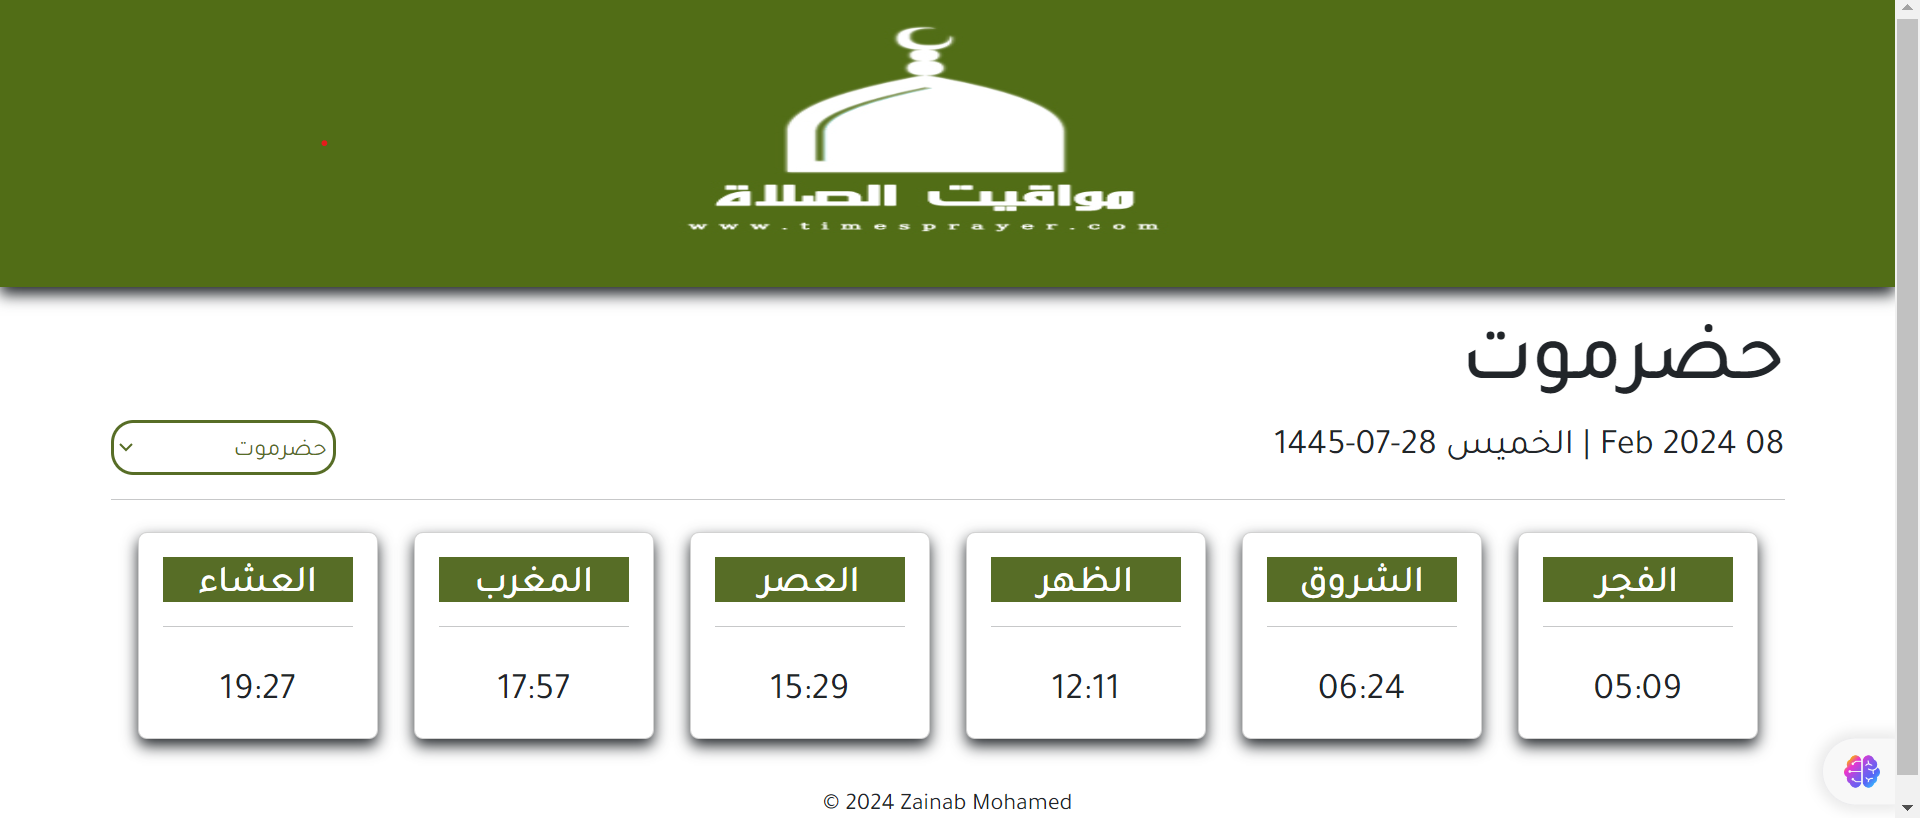 مواقيت الصلاة
www.timesprayer.com
حضرموت
08 Feb 2024 | الخميس 28-07-1445
حضرموت
الفجر
05:09
الشروق
06:24
الظهر
12:11
العصر
15:29
المغرب
17:57
العشاء
19:27
© 2024 Zainab Mohamed